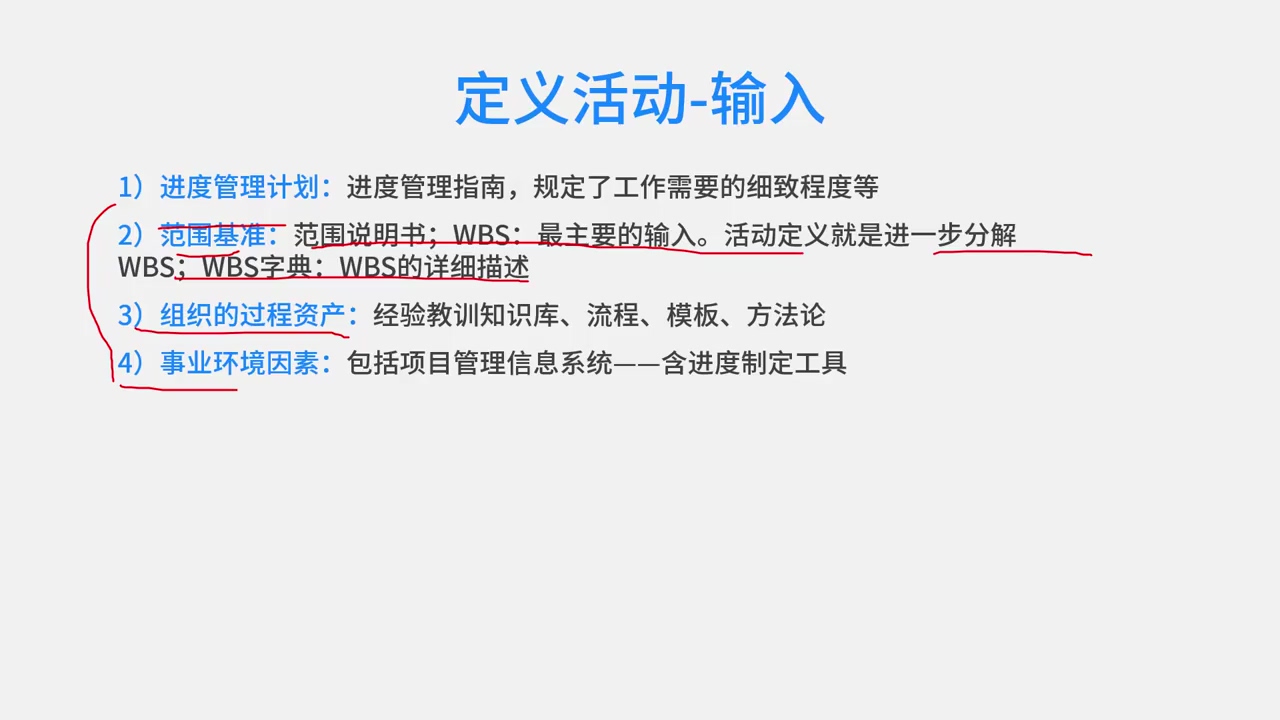 定义活动-输入
1）进度管理计划：进度管理指南，规定了工作需要的细致程度等
2）范围基准：范围说明书；WBS：最主要的输入。活动定义就是进一步分解
WBS；WBS字典：WBS的详细描述
3）组织的过程资产：经验教训知识库、流程、模板、方法论
4）事业环境因素：包括项目管理信息系统——含进度制定工具